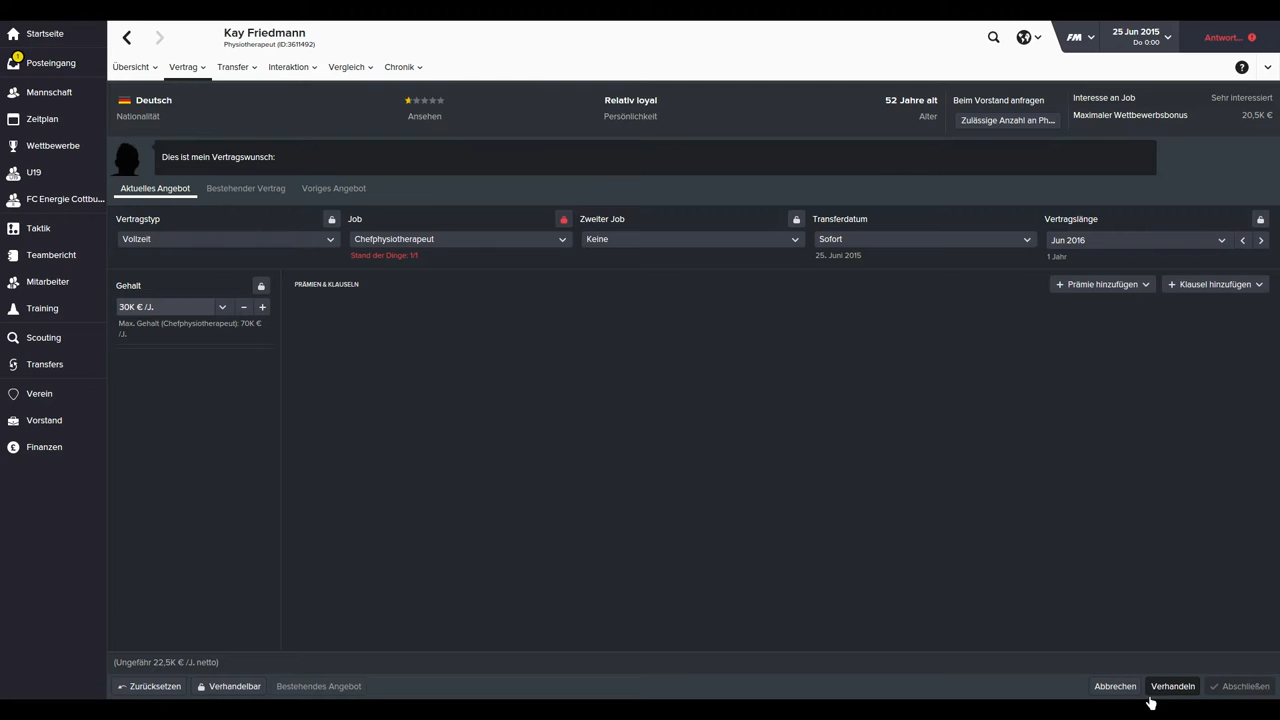 Startseite
1
Posteingang
Mannschaft
Zeitplan
Wettbewerbe
U19
FC Energie Cottbu...
Taktik
Teambericht
Mitarbeiter
Training
Scouting
Transfers
Verein
Vorstand
Finanzen
Kay Friedmann
Physiotherapeut (ID:3611492)
FM
25 Jun 2015
Do 0:00
Antwort...
Übersicht
Vertrag
Transfer
Interaktion
Vergleich
Chronik
Deutsch
Nationalität
Ansehen
Relativ loyal
Persönlichkeit
52 Jahre alt
Alter
Beim Vorstand anfragen
Zulässige Anzahl an Ph...
Interesse an Job
Sehr interessiert
Maximaler Wettbewerbsbonus
20,5K €
Dies ist mein Vertragswunsch:
Aktuelles Angebot
Bestehender Vertrag
Voriges Angebot
Vertragstyp
Job
Zweiter Job
Transferdatum
Vertragslänge
Vollzeit
Chefphysiotherapeut
Keine
Sofort
Jun 2016
Stand der Dinge: 1/1
25. Juni 2015
1 Jahr
Gehalt
30K € /J.
Max. Gehalt (Chefphysiotherapeut): 70K €
/J.
PRÄMIEN & KLAUSELN
+ Prämie hinzufügen
+ Klausel hinzufügen
(Ungefähr 22,5K € /J. netto)
Zurücksetzen
Verhandelbar
Bestehendes Angebot
Abbrechen
Verhandeln
Abschließen